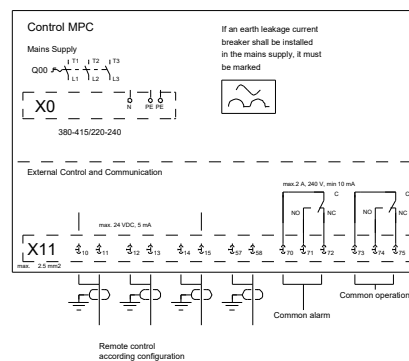 Control MPC
If an earth leakage current
breaker shall be installed
in the mains supply, it must
be marked
Mains Supply
T1 T2 T3
Q00
L1 L2 L3
X0
N PE PE
380-415/220-240
External Control and Communication
max.2 A, 240 V, min 10 mA
C C
NO NC NO NC
max. 24 VDC, 5 mA
X11
10 11 12 13 14 15 57 58 70 71 72 73 74 75
max. 2.5 mm2
Common operation
Common alarm
Remote control
according configuration